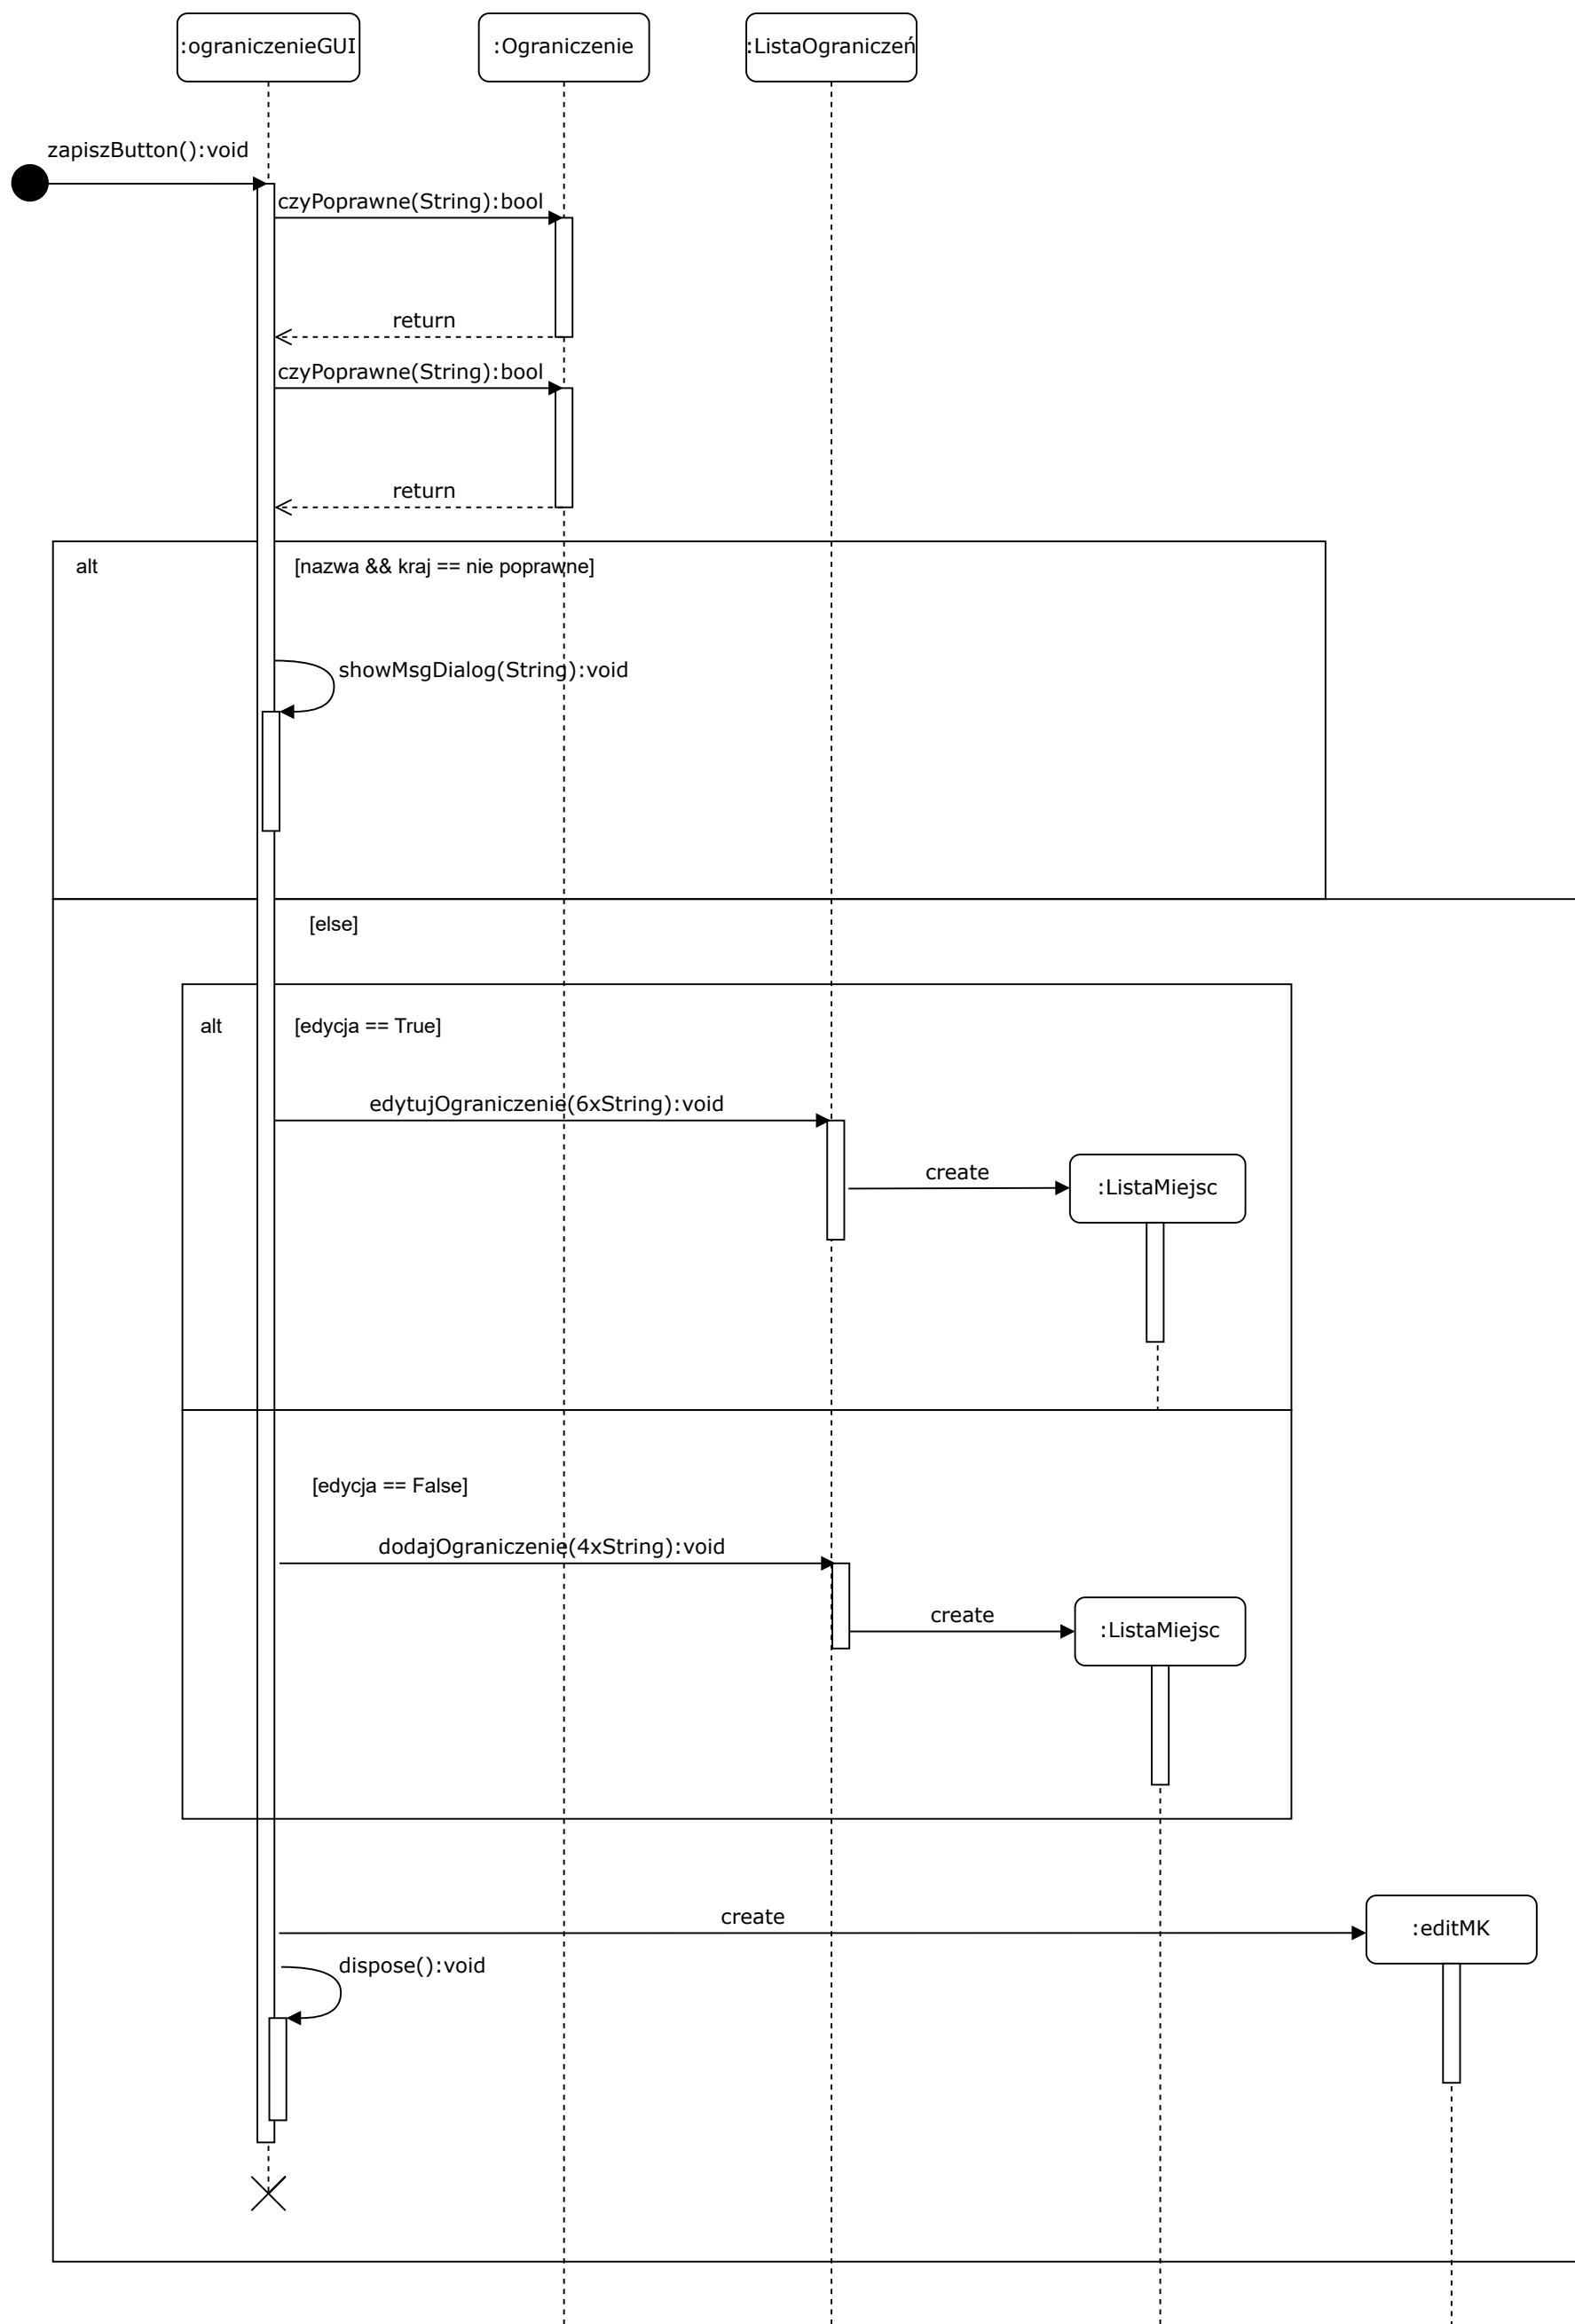 :ograniczenieGUI
:Ograniczenie
:ListaOgraniczeń
zapiszButton():void
czyPoprawne(String):bool
return
czyPoprawne(String):bool
return
alt
[nazwa && kraj == nie poprawne]
showMsgDialog(String):void
[else]
alt
[edycja == True]
edytujOgraniczenie(6xString):void
create
:ListaMiejsc
[edycja == False]
dodajOgraniczenie(4xString):void
create
:ListaMiejsc
create
:editMK
dispose():void